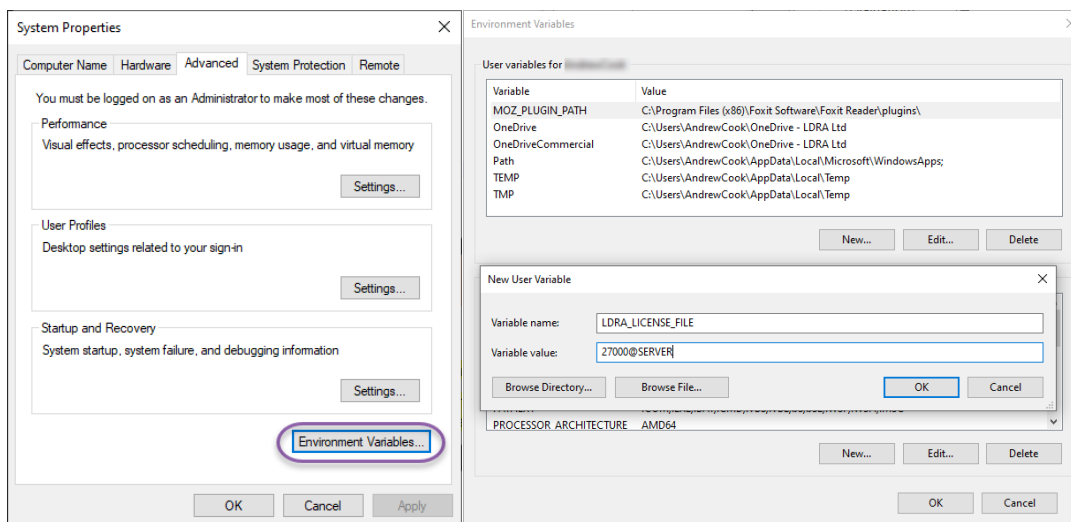 System Properties
Computer Name Hardware Advanced System Protection Remote
You must be logged on as an Administrator to make most of these changes.
Performance
Visual effects, processor scheduling, memory usage, and virtual memory
Settings...
User Profiles
Desktop settings related to your sign-in
Settings...
Startup and Recovery
System startup, system failure, and debugging information
Settings...
Environment Variables...
OK Cancel Apply
Environment Variables
User variables for
Variable Value
MOZ_PLUGIN_PATH C:\Program Files (x86)\Foxit Software\Foxit Reader\plugins\
OneDrive C:\Users\AndrewCook\OneDrive - LDRA Ltd
OneDriveCommercial C:\Users\AndrewCook\OneDrive - LDRA Ltd
Path C:\Users\AndrewCook\AppData\Local\Microsoft\WindowsApps;
TEMP C:\Users\AndrewCook\AppData\Local\Temp
TMP C:\Users\AndrewCook\AppData\Local\Temp
New... Edit... Delete
New User Variable
Variable name: LDRA_LICENSE_FILE
Variable value: 27000@SERVER
Browse Directory... Browse File... OK Cancel
PROCESSOR_ARCHITECTURE AMD64
New... Edit... Delete
OK Cancel